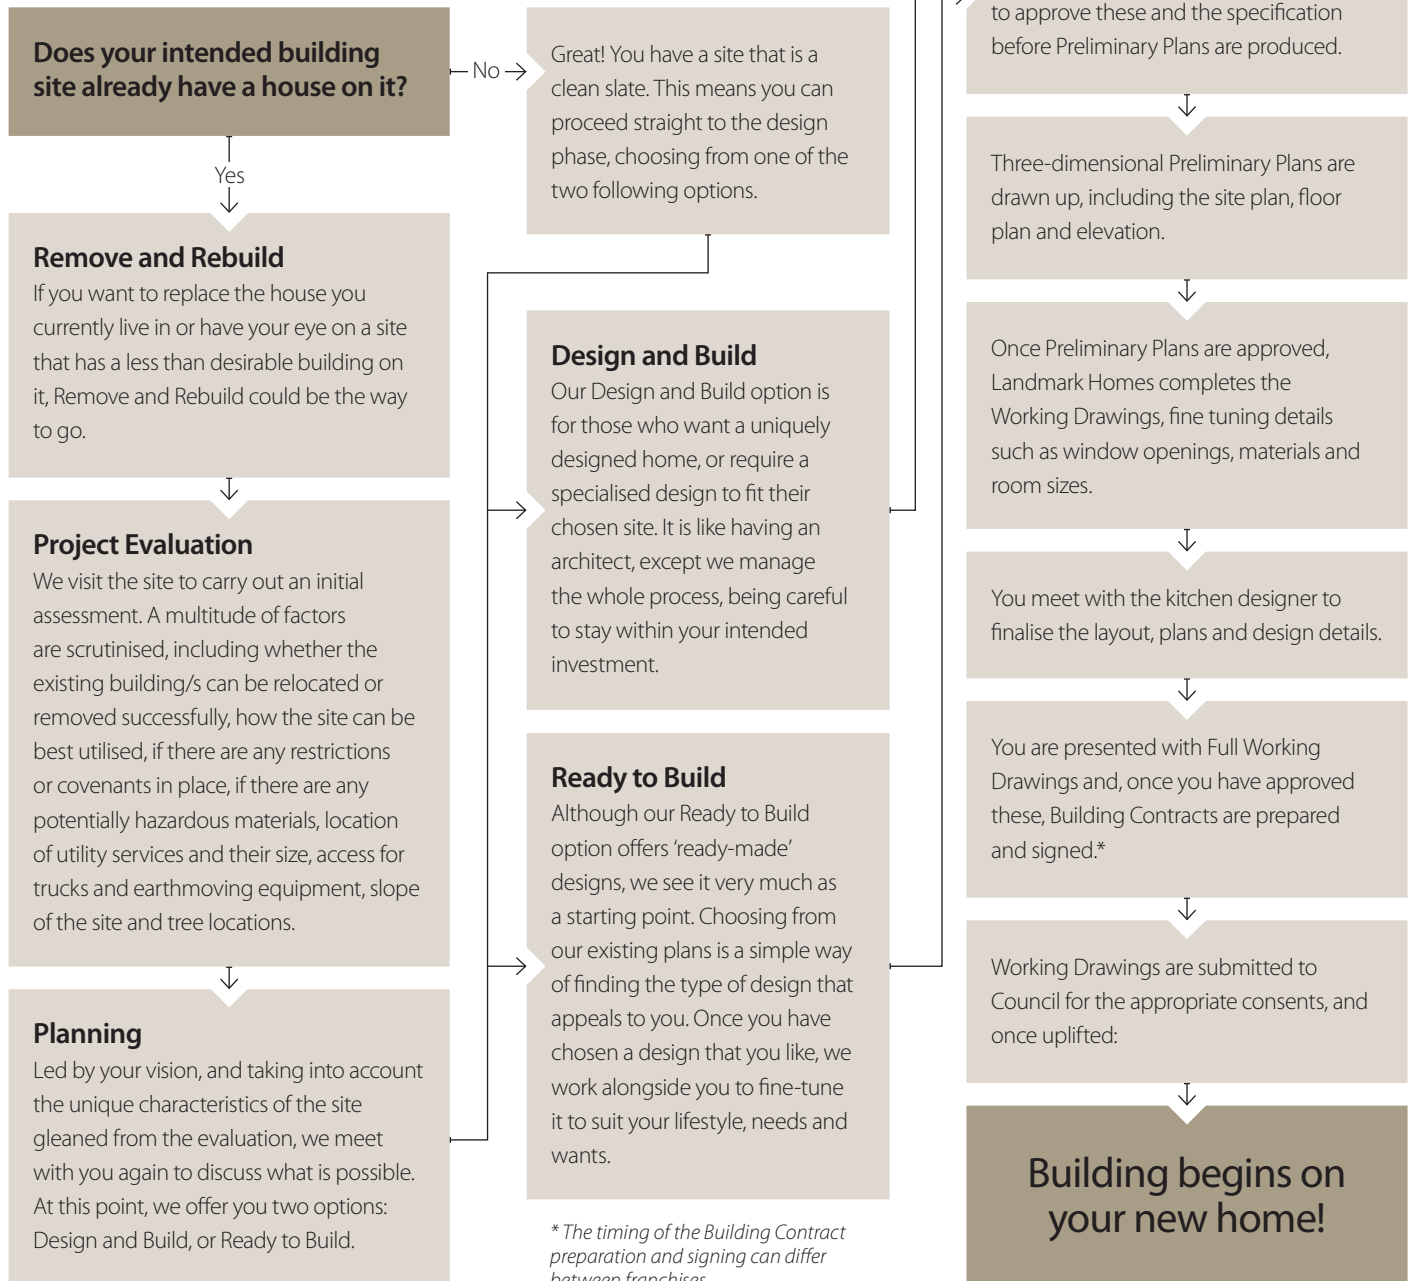 Does your intended building
site already have a house on it?
No
Yes
Remove and Rebuild
If you want to replace the house you
currently live in or have your eye on a site
that has a less than desirable building on
it, Remove and Rebuild could be the way
to go.
Project Evaluation
We visit the site to carry out an initial
assessment. A multitude of factors
are scrutinised, including whether the
existing building/s can be relocated or
removed successfully, how the site can be
best utilised, if there are any restrictions
or covenants in place, if there are any
potentially hazardous materials, location
of utility services and their size, access for
trucks and earthmoving equipment, slope
of the site and tree locations.
Planning
Led by your vision, and taking into account
the unique characteristics of the site
gleaned from the evaluation, we meet
with you again to discuss what is possible.
At this point, we offer you two options:
Design and Build, or Ready to Build.
Great! You have a site that is a
clean slate. This means you can
proceed straight to the design
phase, choosing from one of the
two following options.
Design and Build
Our Design and Build option is
for those who want a uniquely
designed home, or require a
specialised design to fit their
chosen site. It is like having an
architect, except we manage
the whole process, being careful
to stay within your intended
investment.
Ready to Build
Although our Ready to Build
option offers ‘ready-made’
designs, we see it very much as
a starting point. Choosing from
our existing plans is a simple way
of finding the type of design that
appeals to you. Once you have
chosen a design that you like, we
work alongside you to fine-tune
it to suit your lifestyle, needs and
wants.
* The timing of the Building Contract
preparation and signing can differ
between franchises
to approve these and the specification
before Preliminary Plans are produced.
Three-dimensional Preliminary Plans are
drawn up, including the site plan, floor
plan and elevation.
Once Preliminary Plans are approved,
Landmark Homes completes the
Working Drawings, fine tuning details
such as window openings, materials and
room sizes.
You meet with the kitchen designer to
finalise the layout, plans and design details.
You are presented with Full Working
Drawings and, once you have approved
these, Building Contracts are prepared
and signed.*
Working Drawings are submitted to
Council for the appropriate consents, and
once uplifted:
Building begins on
your new home!